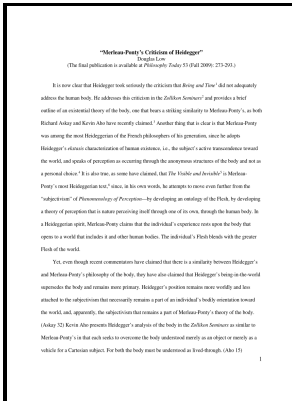 “Merleau-Ponty’s Criticism of Heidegger”
Douglas Low
(The final publication is available at Philosophy Today 53 (Fall 2009): 273-293.)
It is now clear that Heidegger took seriously the criticism that Being and Time¹ did not adequately
address the human body. He addresses this criticism in the Zollikon Seminars² and provides a brief
outline of an existential theory of the body, one that bears a striking similarity to Merleau-Ponty’s, as both
Richard Askay and Kevin Aho have recently claimed.³ Another thing that is clear is that Merleau-Ponty
was among the most Heideggerian of the French philosophers of his generation, since he adopts
Heidegger’s ekstasis characterization of human existence, i.e., the subject’s active transcendence toward
the world, and speaks of perception as occurring through the anonymous structures of the body and not as
a personal choice.⁴ It is also true, as some have claimed, that The Visible and Invisible⁵ is Merleau-
Ponty’s most Heideggerian text,⁶ since, in his own words, he attempts to move even further from the
“subjectivism” of Phenomenology of Perception—by developing an ontology of the Flesh, by developing
a theory of perception that is nature perceiving itself through one of its own, through the human body. In
a Heideggerian spirit, Merleau-Ponty claims that the individual’s experience rests upon the body that
opens to a world that includes it and other human bodies. The individual’s Flesh blends with the greater
Flesh of the world.
Yet, even though recent commentators have claimed that there is a similarity between Heidegger’s
and Merleau-Ponty’s philosophy of the body, they have also claimed that Heidegger’s being-in-the-world
supersedes the body and remains more primary. Heidegger’s position remains more worldly and less
attached to the subjectivism that necessarily remains a part of an individual’s bodily orientation toward
the world, and, apparently, the subjectivism that remains a part of Merleau-Ponty’s theory of the body.
(Askay 32) Kevin Aho presents Heidegger’s analysis of the body in the Zollikon Seminars as similar to
Merleau-Ponty’s in that each seeks to overcome the body understood merely as an object or merely as a
vehicle for a Cartesian subject. For both the body must be understood as lived-through. (Aho 15)
1